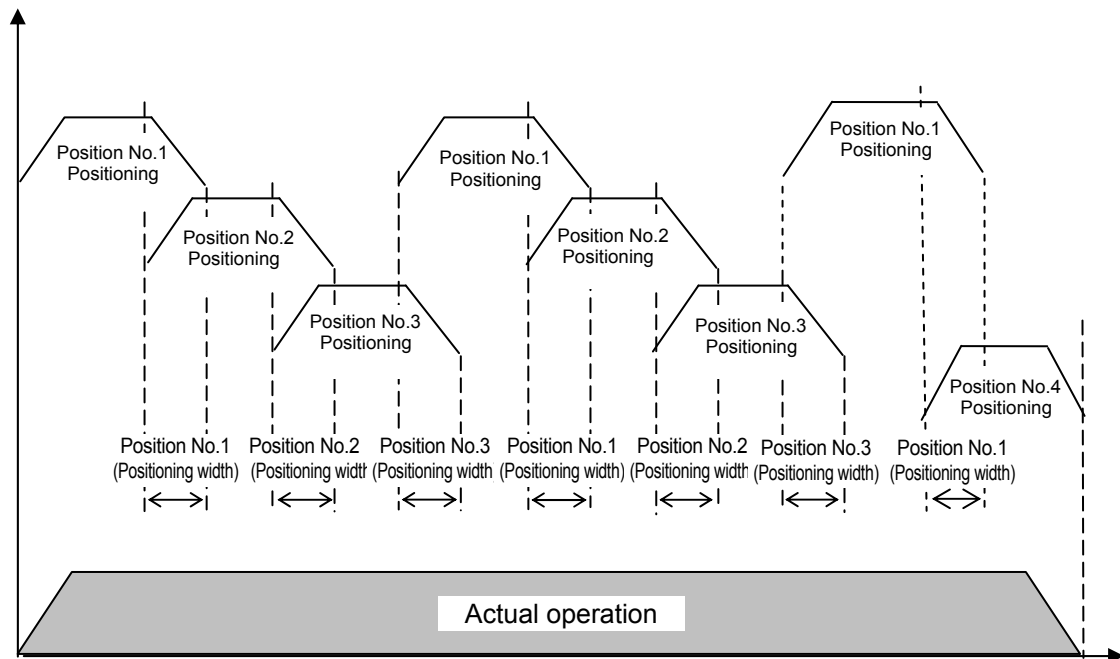 Position No.1
Positioning
Position No.1
Positioning
Position No.1
Positioning
Position No.2
Positioning
Position No.2
Positioning
Position No.3
Positioning
Position No.3
Positioning
Position No.4
Positioning
Position No.1
(Positioning width)
Position No.2
(Positioning width
Position No.3
(Positioning width
Position No.1
(Positioning width)
Position No.2
(Positioning width
Position No.3
(Positioning width)
Position No.1
(Positioning width)
Actual operation